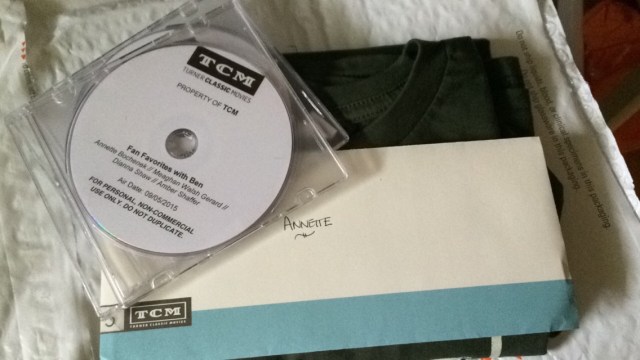 TCM
TURNER CLASSIC MOVIES
PROPERTY OF TCM
Fan Favorites with Ben
Annette Bochenek // Meaghan Walsh Gerard //
Dianna Shaw // Amber Shaffer
Air Date: 09/05/2015
FOR PERSONAL, NON-COMMERCIAL
USE ONLY. DO NOT DUPLICATE.
ANNETTE
TCM
TURNER CLASSIC MOVIES